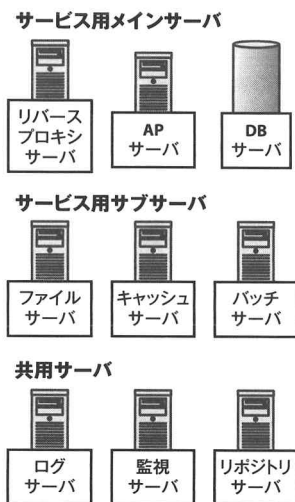 サービス用メインサーバ
リバース
プロキシ
サーバ
AP
サーバ
DB
サーバ
サービス用サブサーバ
ファイル
サーバ
キャッシュ
サーバ
バッチ
サーバ
共用サーバ
ログ
サーバ
監視
サーバ
リポジトリ
サーバ